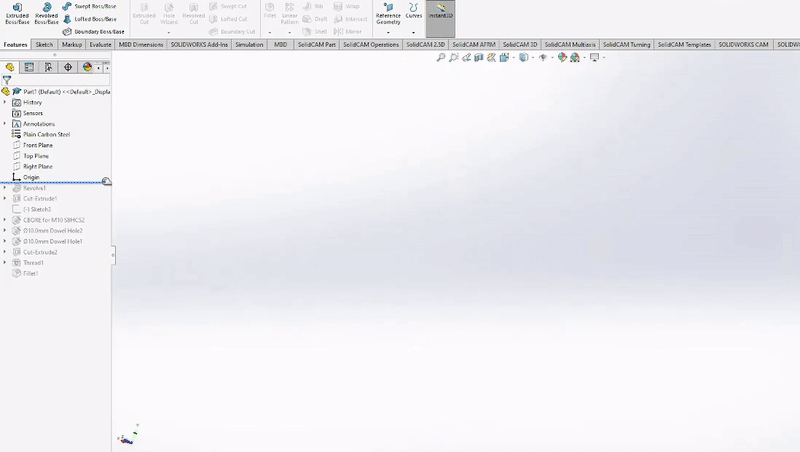 Extruded Boss/Base
Revolved Boss/Base
Swept Boss/Base
Lofted Boss/Base
Boundary Boss/Base
Extruded Cut
Hole Wizard
Revolved Cut
Swept Cut
Lofted Cut
Boundary Cut
Fillet
Linear Pattern
Rib
Draft
Shell
Wrap
Intersect
Mirror
Reference Geometry
Curves
Instant3D
Features Sketch Markup Evaluate MBD Dimensions SOLIDWORKS Add-Ins Simulation MBD SolidCAM Part SolidCAM Operations SolidCAM 2.5D SolidCAM AFRM SolidCAM 3D SolidCAM Multiaxis SolidCAM Turning SolidCAM Templates SOLIDWORKS CAM SOLIDW
Part1 (Default) <<Default>_Displa
History
Sensors
Annotations
Plain Carbon Steel
Front Plane
Top Plane
Right Plane
Origin
Revolve1
Cut-Extrude1
(-) Sketch3
CBORE for M10 SBHCS2
Ø10.0mm Dowel Hole2
Ø10.0mm Dowel Hole1
Cut-Extrude2
Thread1
Fillet1